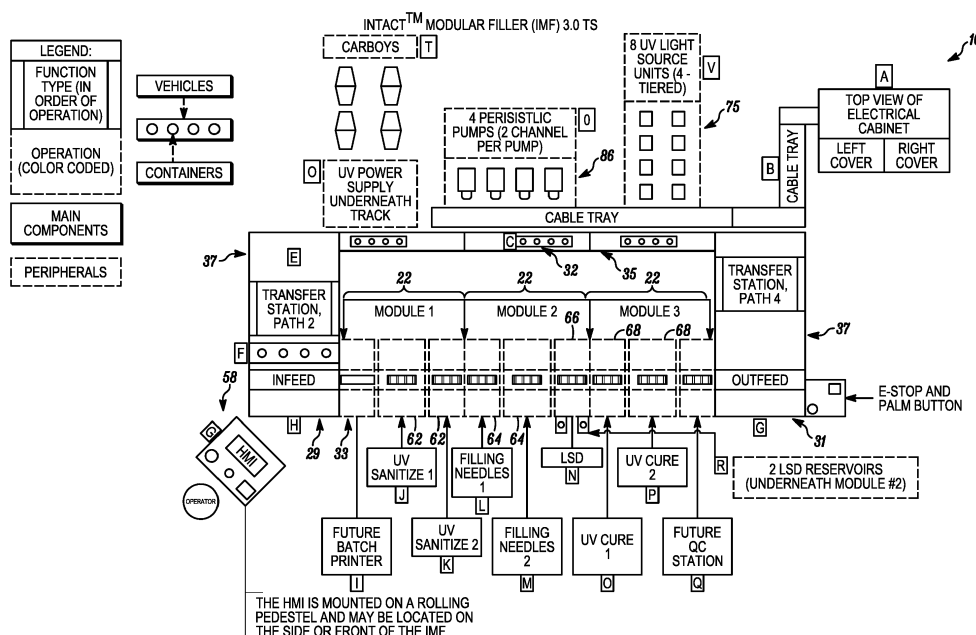 INTACT™ MODULAR FILLER (IMF) 3.0 TS
LEGEND:
FUNCTION
TYPE (IN
ORDER OF
OPERATION)
OPERATION
(COLOR CODED)
MAIN
COMPONENTS
PERIPHERALS
VEHICLES
CONTAINERS
CARBOYS
T
O
UV POWER
SUPPLY
UNDERNEATH
TRACK
4 PERISISTLIC
PUMPS (2 CHANNEL
PER PUMP)
0
86
8 UV LIGHT
SOURCE
UNITS (4 -
TIERED)
V
75
10
A
TOP VIEW OF
ELECTRICAL
CABINET
LEFT
COVER
RIGHT
COVER
B
CABLE TRAY
CABLE TRAY
37
E
C
32
35
TRANSFER
STATION,
PATH 2
22
22
22
MODULE 1
MODULE 2
MODULE 3
66
68
68
TRANSFER
STATION,
PATH 4
37
F
INFEED
OUTFEED
E-STOP AND
PALM BUTTON
58
G
HMI
OPERATOR
H
29
33
62
62
64
64
G
31
UV
SANITIZE 1
J
FILLING
NEEDLES
1
L
LSD
N
UV CURE
2
P
R
2 LSD RESERVOIRS
(UNDERNEATH MODULE #2)
FUTURE
BATCH
PRINTER
I
UV
SANITIZE 2
K
FILLING
NEEDLES
2
M
UV CURE
1
O
FUTURE
QC
STATION
Q
THE HMI IS MOUNTED ON A ROLLING
PEDESTEL AND MAY BE LOCATED ON
THE SIDE OR FRONT OF THE IMF